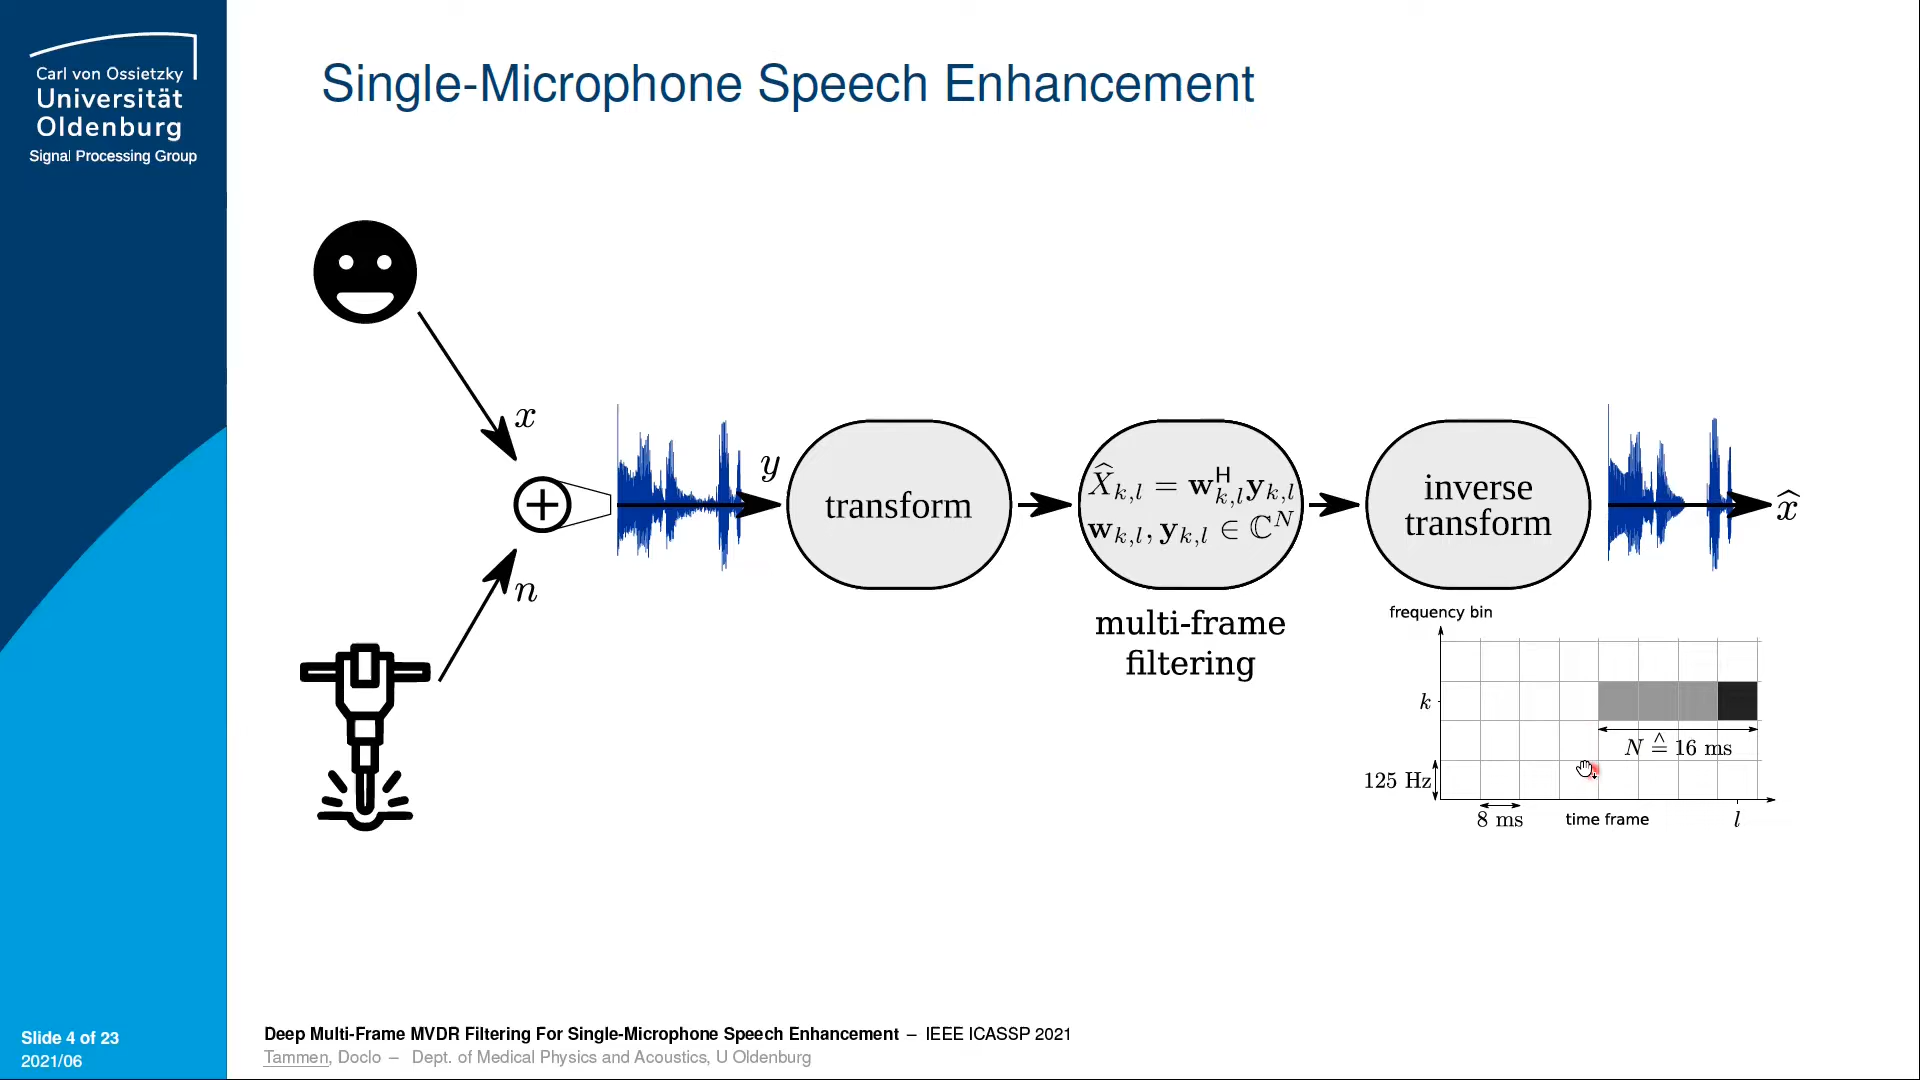 Carl von Ossietzky
Universität
Oldenburg
Signal Processing Group
Single-Microphone Speech Enhancement
x
n
y
transform
X̂_{k,l} = w^H_{k,l} y_{k,l}
w_{k,l}, y_{k,l} ∈ ℂ^N
multi-frame
filtering
inverse
transform
x̂
frequency bin
k
N ≙ 16 ms
125 Hz
8 ms
time frame
l
Slide 4 of 23
2021/06
Deep Multi-Frame MVDR Filtering For Single-Microphone Speech Enhancement – IEEE ICASSP 2021
Tammen, Doclo – Dept. of Medical Physics and Acoustics, U Oldenburg